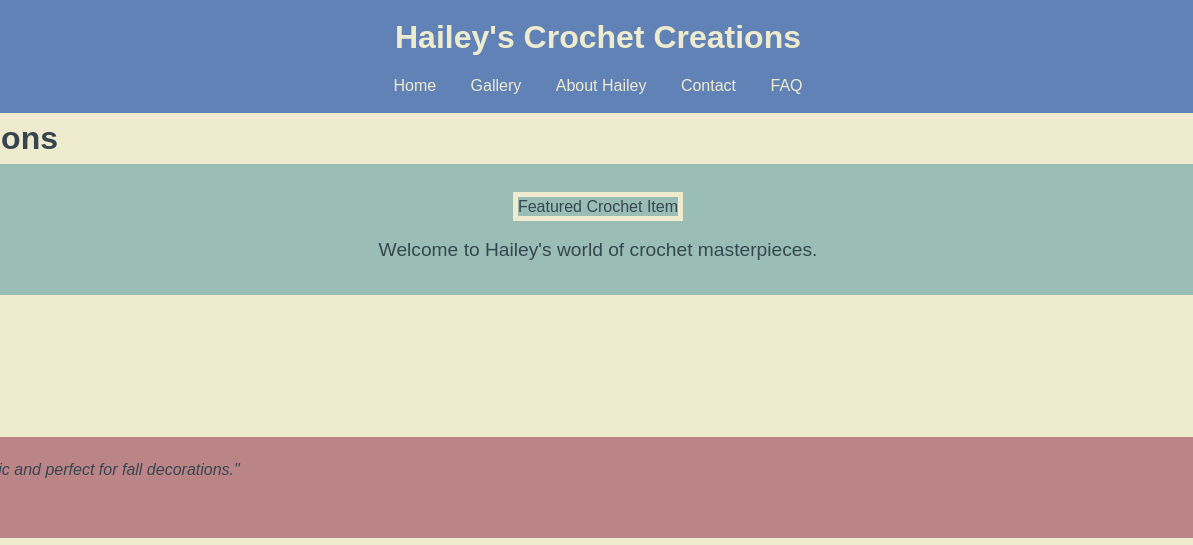 Hailey's Crochet Creations
Home Gallery About Hailey Contact FAQ
ons
Featured Crochet Item
Welcome to Hailey's world of crochet masterpieces.
ic and perfect for fall decorations."